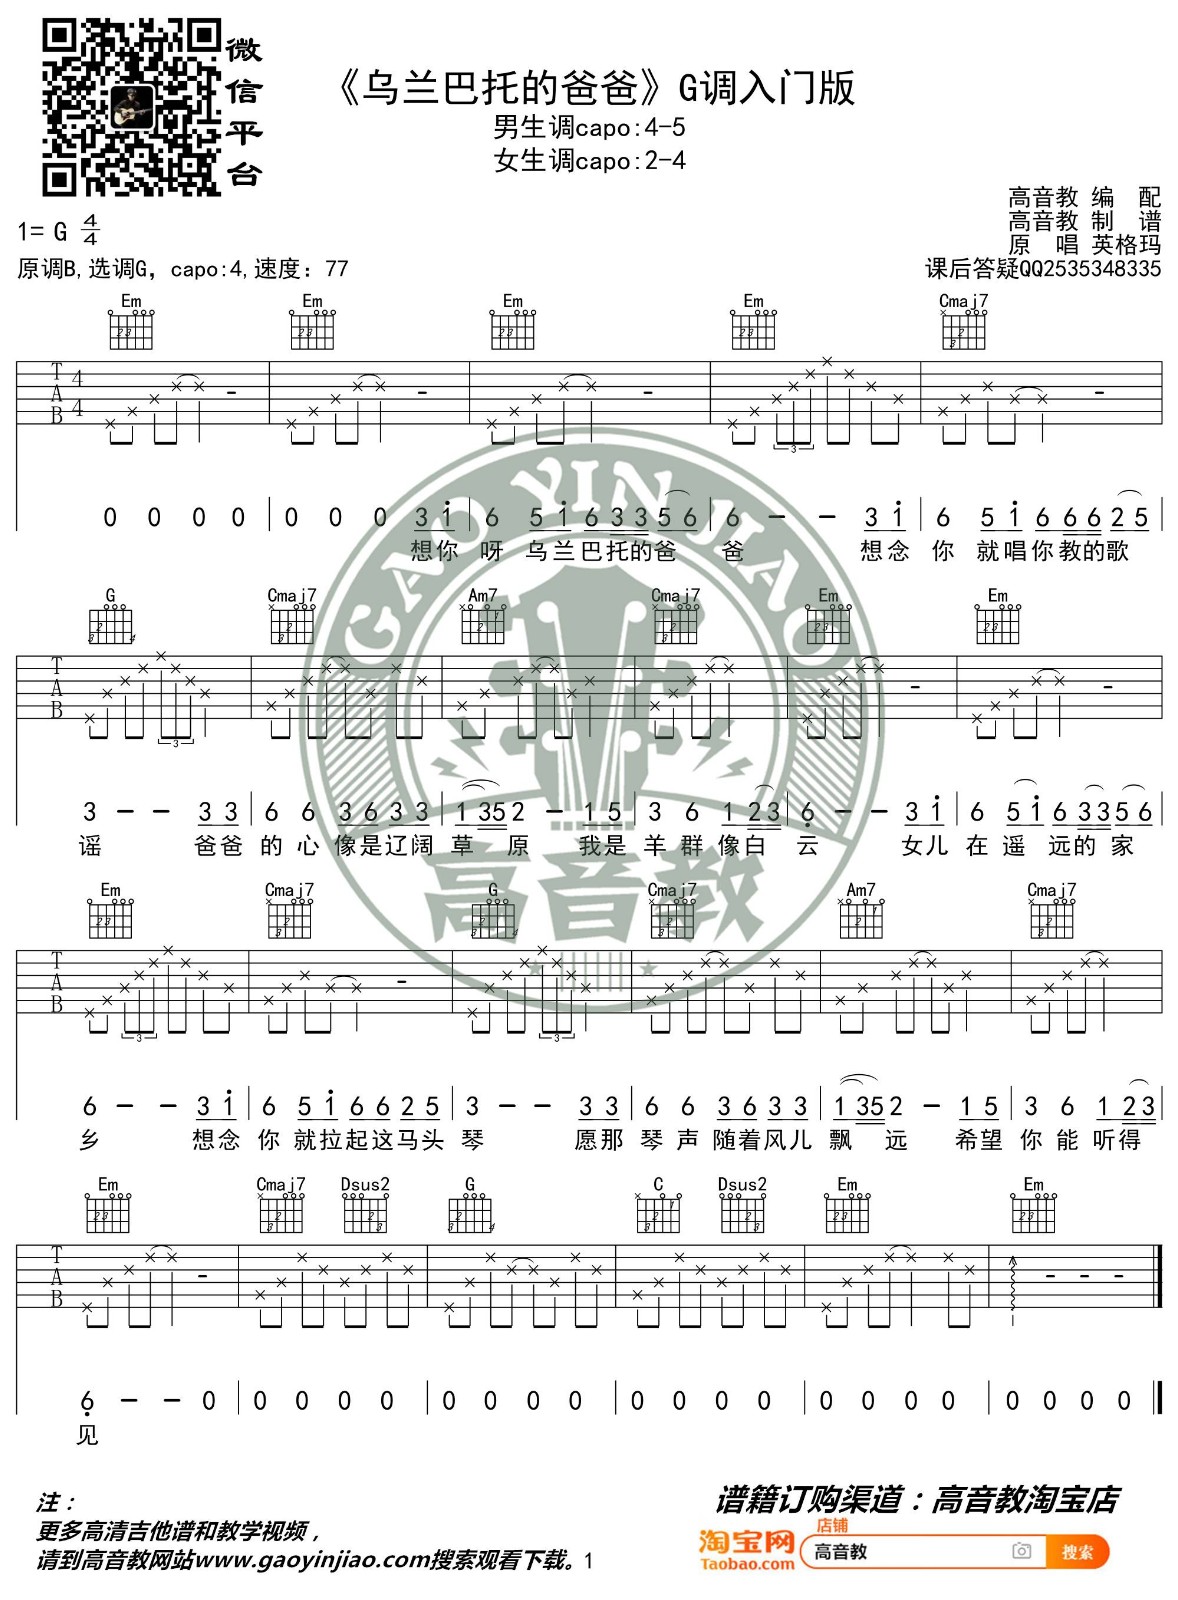 微信平台
《乌兰巴托的爸爸》G调入门版
男生调capo:4-5
女生调capo:2-4
高音教 编 配
高音教 制 谱
原 唱 英格玛
课后答疑QQ2535348335
1= G 4/4
原调B,选调G，capo:4,速度：77
Em Em Em Em Cmaj7
T A B 4 4
3
0 0 0 0 | 0 0 0 3 i | 6 5 i 6 3 3 5 6 | 6 - - 3 i | 6 5 i 6 6 6 2 5
想你 呀 乌兰巴托的爸 爸 想念 你 就唱你教的歌
G Cmaj7 Am7 Cmaj7 Em Em
T A B
3
3 - - 3 3 | 6 6 3 6 3 3 | 1 3 5 2 - 1 5 | 3 6 1 2 3 | 6 - - 3 i | 6 5 i 6 3 3 5 6
谣 爸爸 的 心 像是辽阔 草 原 我是 羊 群 像白 云 女儿 在 遥 远的 家
Em Cmaj7 G Cmaj7 Am7 Cmaj7
T A B
3 3
6 - - 3 i | 6 5 i 6 6 2 5 | 3 - - 3 3 | 6 6 3 6 3 3 | 1 3 5 2 - 1 5 | 3 6 1 2 3
乡 想念 你 就拉起这马头 琴 愿那 琴 声 随着风儿 飘 远 希望 你 能 听得
Em Cmaj7 Dsus2 G C Dsus2 Em Em
T A B
6 - - 0 | 0 0 0 0 | 0 0 0 0 | 0 0 0 0 | 0 0 0 0 | 0 0 0 0
见
GAO YIN JIAO
高音教
注：
更多高清吉他谱和教学视频，
请到高音教网站www.gaoyinjiao.com搜索观看下载。1
谱籍订购渠道：高音教淘宝店
店铺
淘宝网
Taobao.com
高音教 搜索